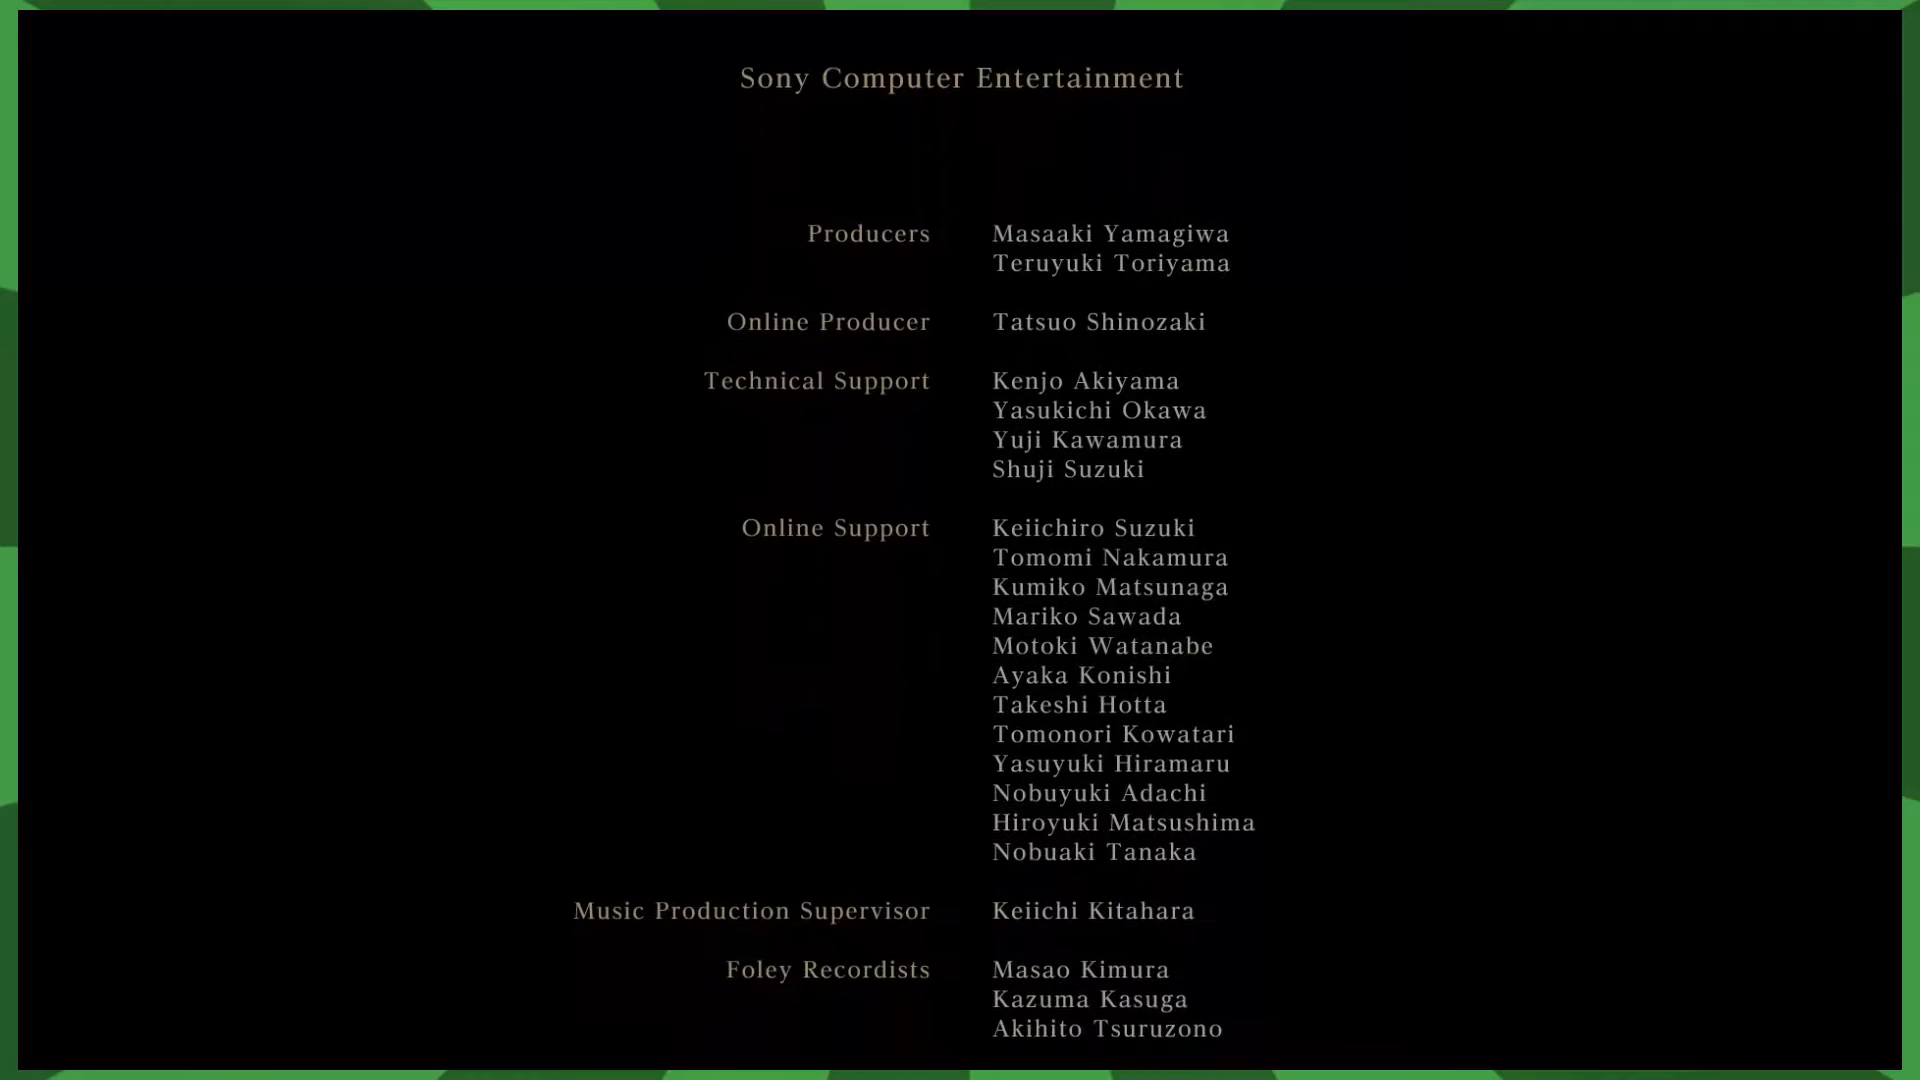 Sony Computer Entertainment
Producers Masaaki Yamagiwa
Teruyuki Toriyama
Online Producer Tatsuo Shinozaki
Technical Support Kenjo Akiyama
Yasukichi Okawa
Yuji Kawamura
Shuji Suzuki
Online Support Keiichiro Suzuki
Tomomi Nakamura
Kumiko Matsunaga
Mariko Sawada
Motoki Watanabe
Ayaka Konishi
Takeshi Hotta
Tomonori Kowatari
Yasuyuki Hiramaru
Nobuyuki Adachi
Hiroyuki Matsushima
Nobuaki Tanaka
Music Production Supervisor Keiichi Kitahara
Foley Recordists Masao Kimura
Kazuma Kasuga
Akihito Tsuruzono